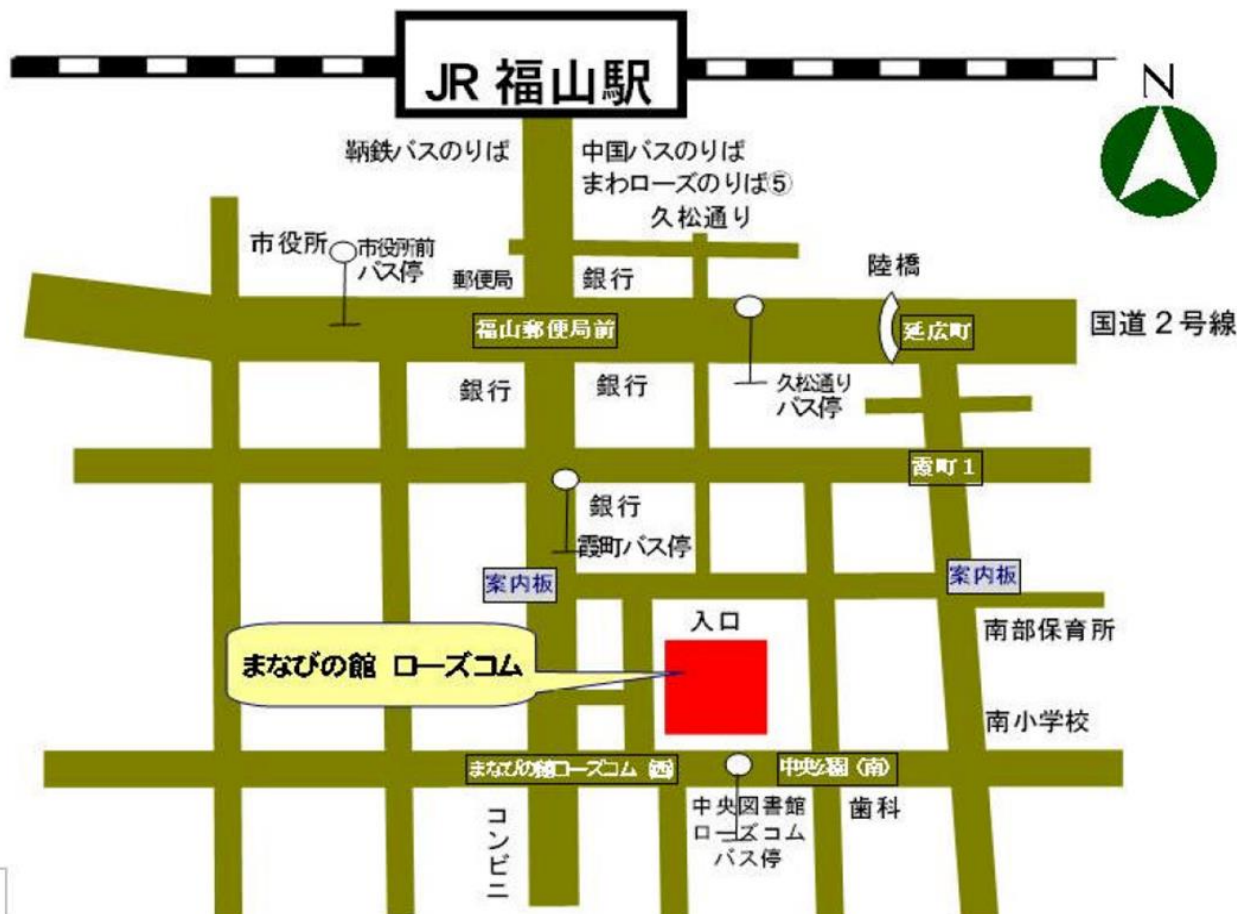 JR 福山駅
N
鞆鉄バスのりば
中国バスのりば
まわローズのりば⑤
久松通り
市役所
市役所前
バス停
郵便局
銀行
陸橋
福山郵便局前
延広町
国道2号線
銀行
銀行
久松通り
バス停
霞町1
銀行
霞町バス停
案内板
案内板
入口
南部保育所
まなびの館 ローズコム
南小学校
まなびの館ローズコム(西)
中央公園(南)
コンビニ
中央図書館
ローズコム
バス停
歯科